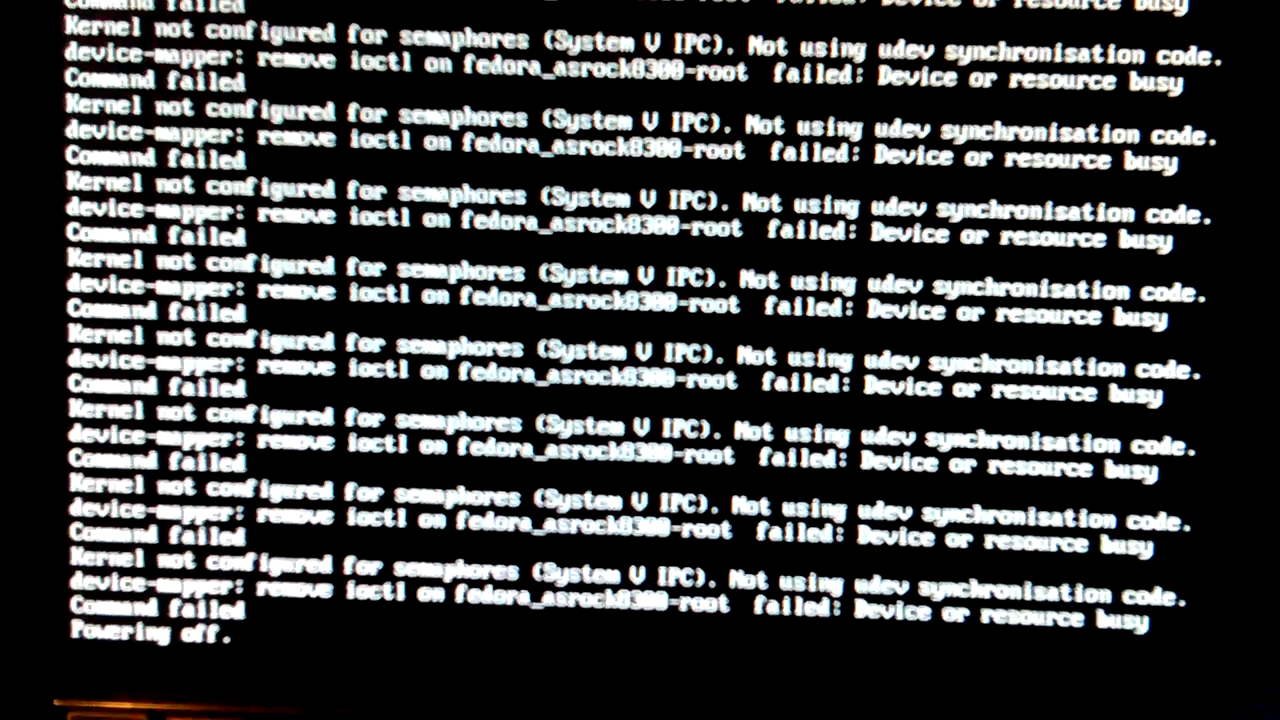 Command failed
Device or resource busy
Kernel not configured for semaphores (System V IPC). Not using udev synchronisation code.
device-mapper: remove ioctl on fedora_asrock8300-root  failed: Device or resource busy
Command failed
Kernel not configured for semaphores (System V IPC). Not using udev synchronisation code.
device-mapper: remove ioctl on fedora_asrock8300-root  failed: Device or resource busy
Command failed
Kernel not configured for semaphores (System V IPC). Not using udev synchronisation code.
device-mapper: remove ioctl on fedora_asrock8300-root  failed: Device or resource busy
Command failed
Kernel not configured for semaphores (System V IPC). Not using udev synchronisation code.
device-mapper: remove ioctl on fedora_asrock8300-root  failed: Device or resource busy
Command failed
Kernel not configured for semaphores (System V IPC). Not using udev synchronisation code.
device-mapper: remove ioctl on fedora_asrock8300-root  failed: Device or resource busy
Command failed
Kernel not configured for semaphores (System V IPC). Not using udev synchronisation code.
device-mapper: remove ioctl on fedora_asrock8300-root  failed: Device or resource busy
Command failed
Kernel not configured for semaphores (System V IPC). Not using udev synchronisation code.
device-mapper: remove ioctl on fedora_asrock8300-root  failed: Device or resource busy
Command failed
Kernel not configured for semaphores (System V IPC). Not using udev synchronisation code.
device-mapper: remove ioctl on fedora_asrock8300-root  failed: Device or resource busy
Command failed
Powering off.